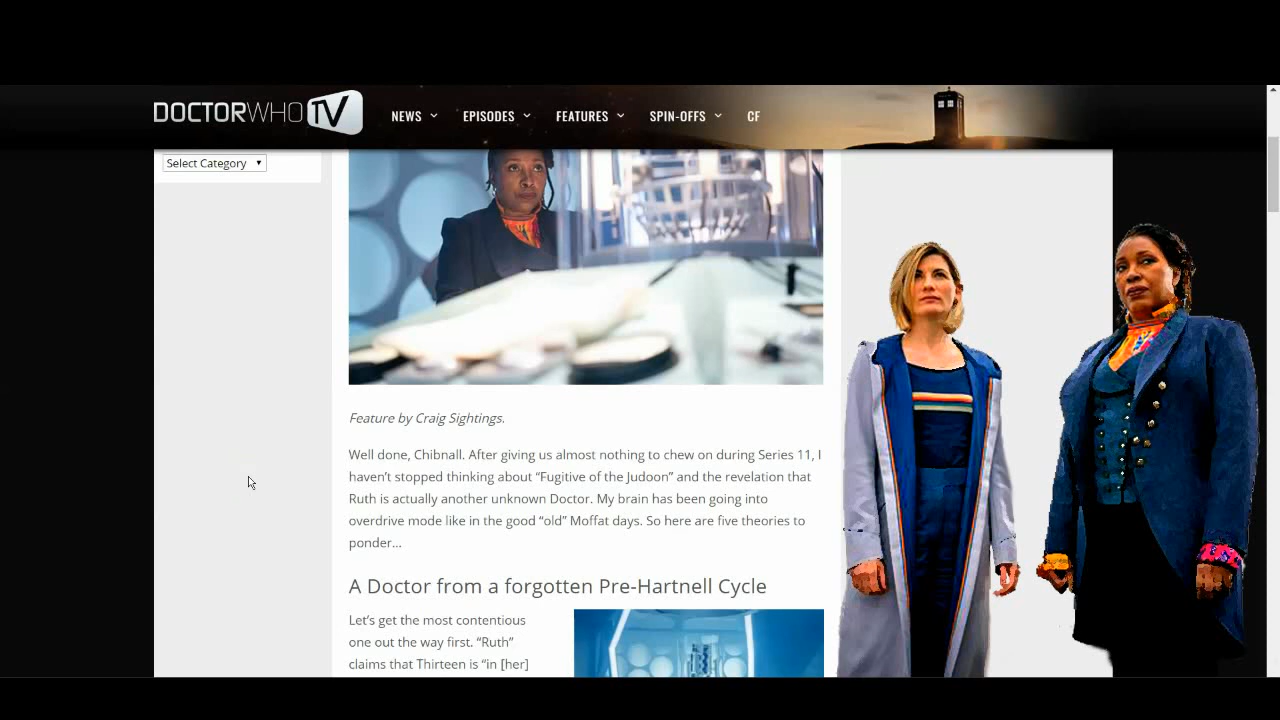 DOCTORWHO TV
NEWS EPISODES FEATURES SPIN-OFFS CF
Select Category
Feature by Craig Sightings.
Well done, Chibnall. After giving us almost nothing to chew on during Series 11, I
haven’t stopped thinking about “Fugitive of the Judoon” and the revelation that
Ruth is actually another unknown Doctor. My brain has been going into
overdrive mode like in the good “old” Moffat days. So here are five theories to
ponder…
A Doctor from a forgotten Pre-Hartnell Cycle
Let’s get the most contentious
one out the way first. “Ruth”
claims that Thirteen is “in [her]